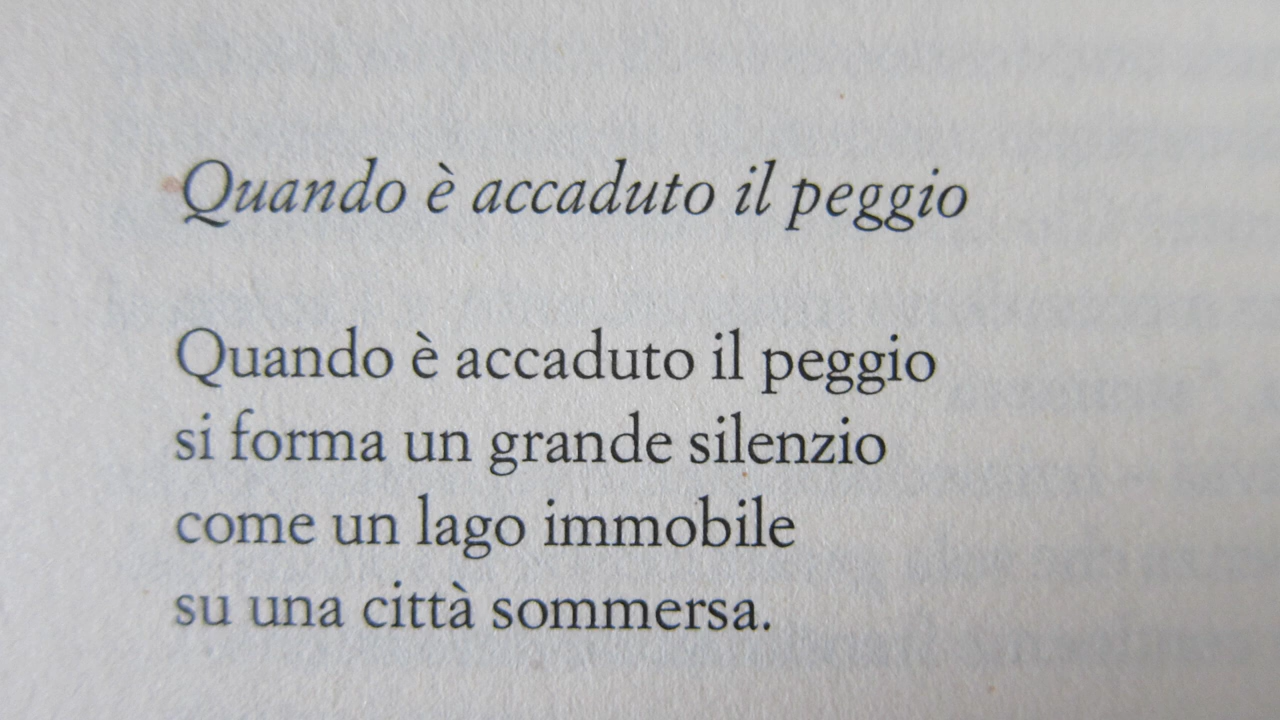 Quando è accaduto il peggio
Quando è accaduto il peggio
si forma un grande silenzio
come un lago immobile
su una città sommersa.